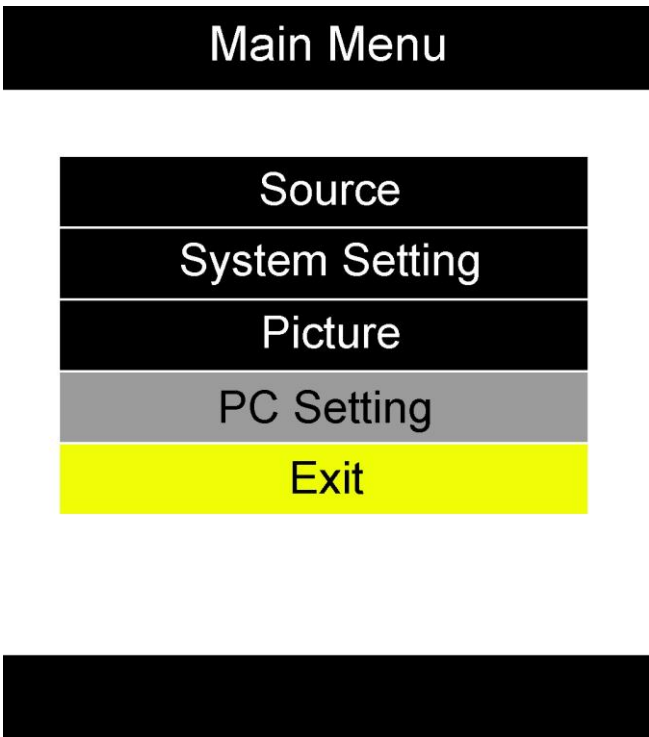 Main Menu
Source
System Setting
Picture
PC Setting
Exit